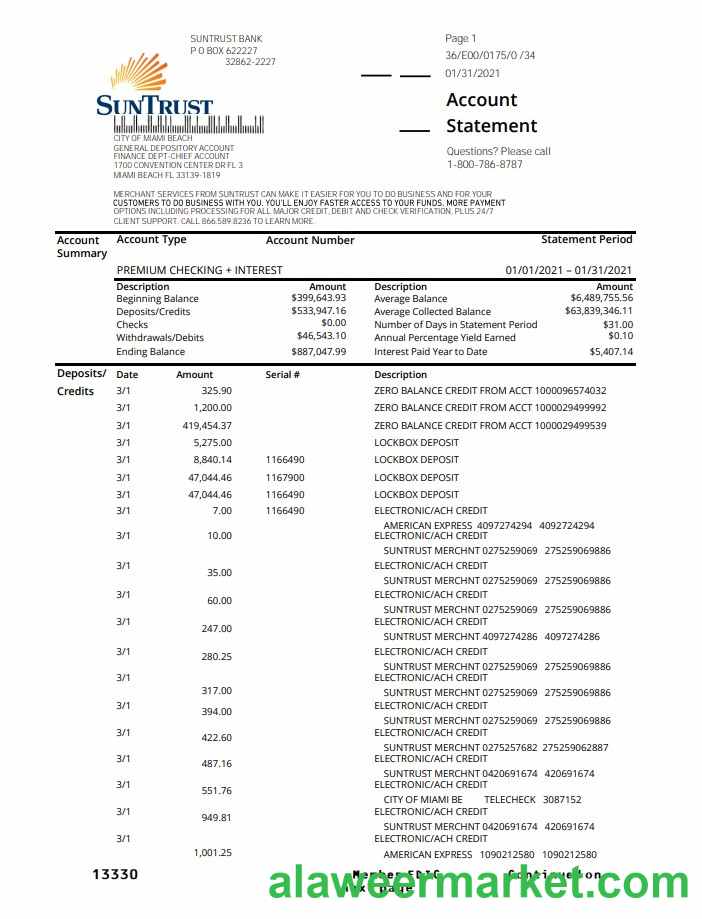 SUNTRUST BANK
P O BOX 622227
32862-2227
Page 1
36/E00/0175/0 /34
01/31/2021
Account
Statement
Questions? Please call
1-800-786-8787
SUNTRUST
CITY OF MIAMI BEACH
GENERAL DEPOSITORY ACCOUNT
FINANCE DEPT-CHIEF ACCOUNT
1700 CONVENTION CENTER DR FL 3
MIAMI BEACH FL 33139-1819
MERCHANT SERVICES FROM SUNTRUST CAN MAKE IT EASIER FOR YOU TO DO BUSINESS AND FOR YOUR
CUSTOMERS TO DO BUSINESS WITH YOU. YOU'LL ENJOY FASTER ACCESS TO YOUR FUNDS. MORE PAYMENT
OPTIONS INCLUDING PROCESSING FOR ALL MAJOR CREDIT, DEBIT AND CHECK VERIFICATION, PLUS 24/7
CLIENT SUPPORT. CALL 866.589.8236 TO LEARN MORE.
Account Summary
Account Type Account Number Statement Period
PREMIUM CHECKING + INTEREST 01/01/2021 – 01/31/2021
Description Amount Description Amount
Beginning Balance $399,643.93 Average Balance $6,489,755.56
Deposits/Credits $533,947.16 Average Collected Balance $63,839,346.11
Checks $0.00 Number of Days in Statement Period $31.00
Withdrawals/Debits $46,543.10 Annual Percentage Yield Earned $0.10
Ending Balance $887,047.99 Interest Paid Year to Date $5,407.14
Deposits/ Credits
Date Amount Serial # Description
3/1 325.90 ZERO BALANCE CREDIT FROM ACCT 1000096574032
3/1 1,200.00 ZERO BALANCE CREDIT FROM ACCT 1000029499992
3/1 419,454.37 ZERO BALANCE CREDIT FROM ACCT 1000029499539
3/1 5,275.00 LOCKBOX DEPOSIT
3/1 8,840.14 1166490 LOCKBOX DEPOSIT
3/1 47,044.46 1167900 LOCKBOX DEPOSIT
3/1 47,044.46 1166490 LOCKBOX DEPOSIT
3/1 7.00 1166490 ELECTRONIC/ACH CREDIT
AMERICAN EXPRESS 4097274294 4092724294
3/1 10.00 ELECTRONIC/ACH CREDIT
SUNTRUST MERCHNT 0275259069 275259069886
3/1 35.00 ELECTRONIC/ACH CREDIT
SUNTRUST MERCHNT 0275259069 275259069886
3/1 60.00 ELECTRONIC/ACH CREDIT
SUNTRUST MERCHNT 0275259069 275259069886
3/1 247.00 ELECTRONIC/ACH CREDIT
SUNTRUST MERCHNT 4097274286 4097274286
3/1 280.25 ELECTRONIC/ACH CREDIT
SUNTRUST MERCHNT 0275259069 275259069886
3/1 317.00 ELECTRONIC/ACH CREDIT
SUNTRUST MERCHNT 0275259069 275259069886
3/1 394.00 ELECTRONIC/ACH CREDIT
SUNTRUST MERCHNT 0275259069 275259069886
3/1 422.60 ELECTRONIC/ACH CREDIT
SUNTRUST MERCHNT 0275257682 275259062887
3/1 487.16 ELECTRONIC/ACH CREDIT
SUNTRUST MERCHNT 0420691674 420691674
3/1 551.76 ELECTRONIC/ACH CREDIT
CITY OF MIAMI BE TELECHECK 3087152
3/1 949.81 ELECTRONIC/ACH CREDIT
SUNTRUST MERCHNT 0420691674 420691674
3/1 1,001.25 ELECTRONIC/ACH CREDIT
AMERICAN EXPRESS 1090212580 1090212580
13330 Member FDIC Continued on
page
alaweermarket.com